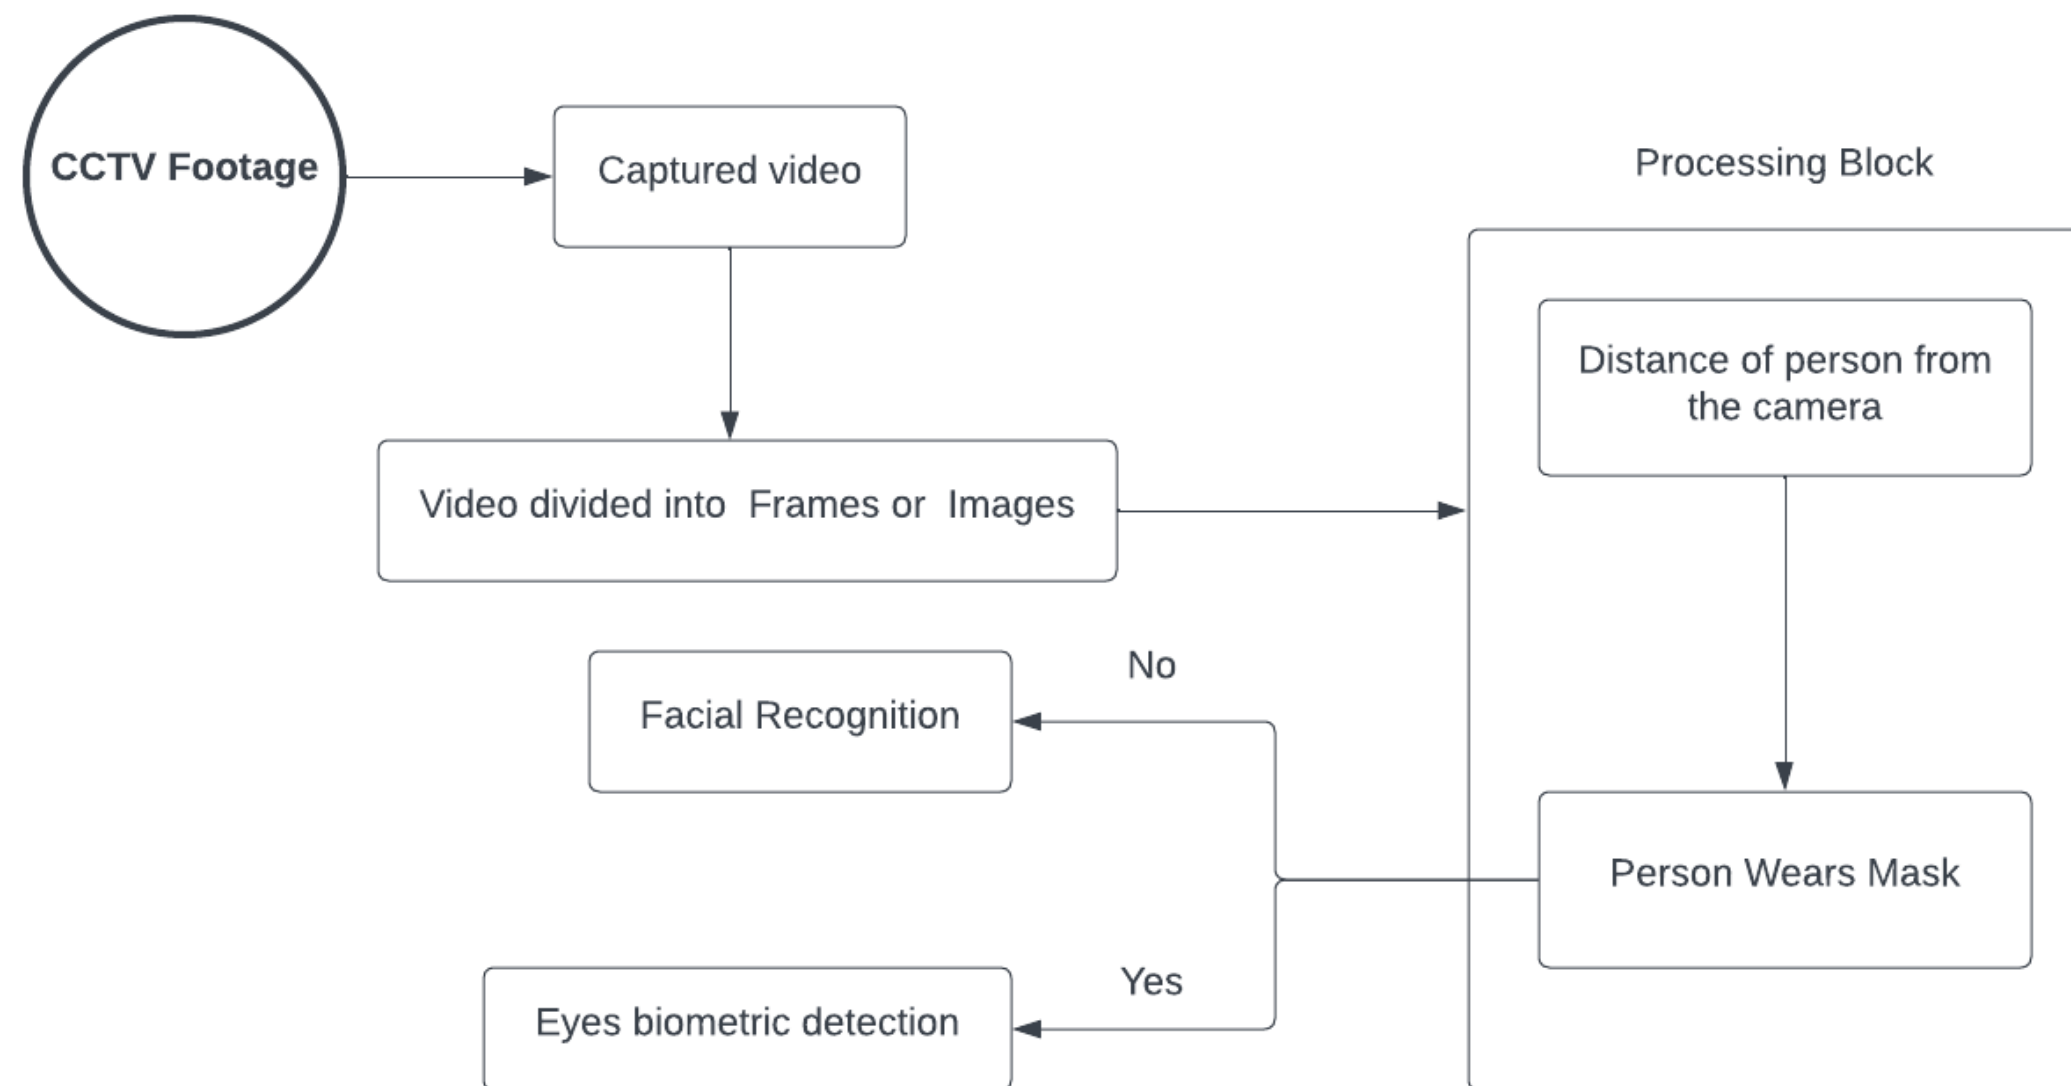 CCTV Footage
Captured video
Processing Block
Distance of person from
the camera
Video divided into  Frames or  Images
No
Facial Recognition
Person Wears Mask
Yes
Eyes biometric detection